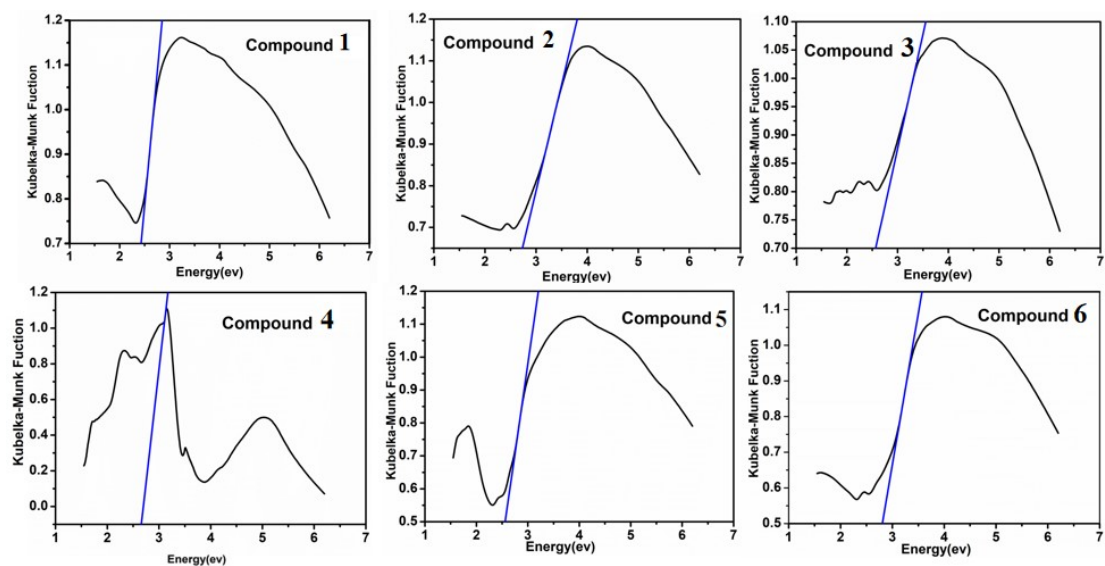 1.2
1.1
1.0
0.9
0.8
0.7
Kubelka-Munk Fuction
Compound 1
1 2 3 4 5 6 7
Energy(ev)
1.2
1.1
1.0
0.9
0.8
0.7
Kubelka-Munk Fuction
Compound 2
1 2 3 4 5 6 7
Energy(ev)
1.10
1.05
1.00
0.95
0.90
0.85
0.80
0.75
0.70
Kubelka-Munk Fuction
Compound 3
1 2 3 4 5 6 7
Energy(ev)
1.2
1.0
0.8
0.6
0.4
0.2
0.0
Kubelka-Munk Fuction
Compound 4
1 2 3 4 5 6 7
Energy(ev)
1.2
1.1
1.0
0.9
0.8
0.7
0.6
0.5
Kubelka-Munk Fuction
Compound 5
1 2 3 4 5 6 7
Energy(ev)
1.1
1.0
0.9
0.8
0.7
0.6
0.5
Kubelka-Munk Fuction
Compound 6
1 2 3 4 5 6 7
Energy(ev)